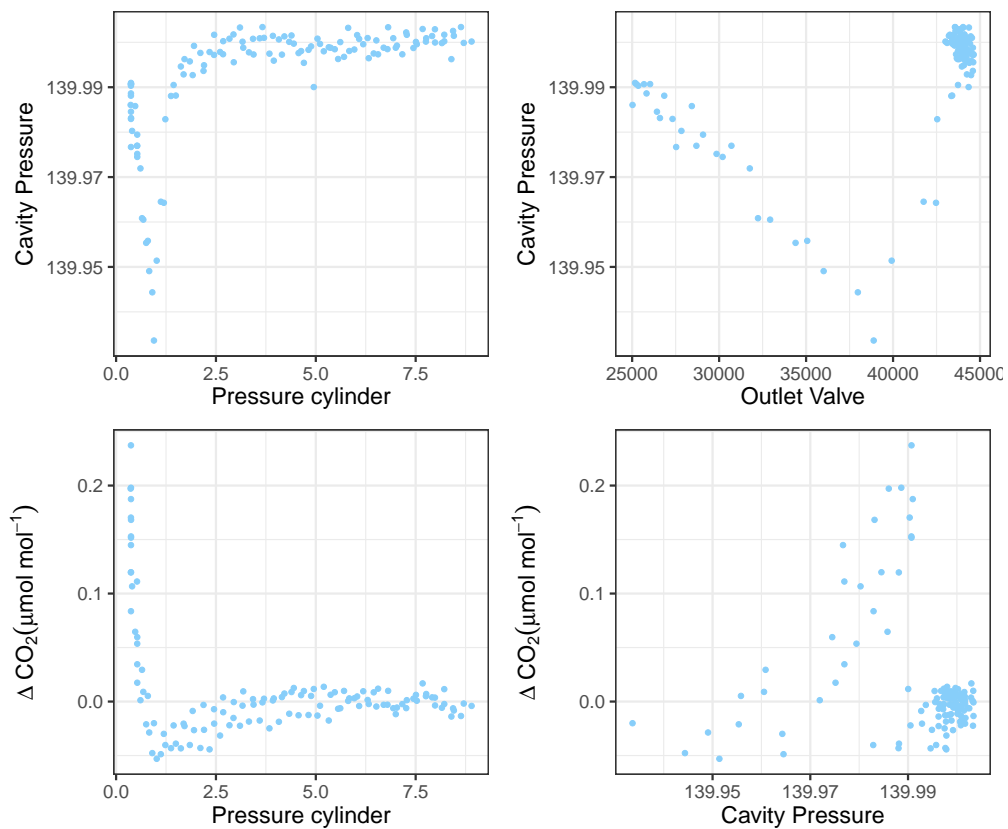 Cavity Pressure
139.99
139.97
139.95
0.0 2.5 5.0 7.5
Pressure cylinder
Cavity Pressure
139.99
139.97
139.95
25000 30000 35000 40000 45000
Outlet Valve
Δ CO₂(μmol mol⁻¹)
0.2
0.1
0.0
0.0 2.5 5.0 7.5
Pressure cylinder
Δ CO₂(μmol mol⁻¹)
0.2
0.1
0.0
139.95 139.97 139.99
Cavity Pressure